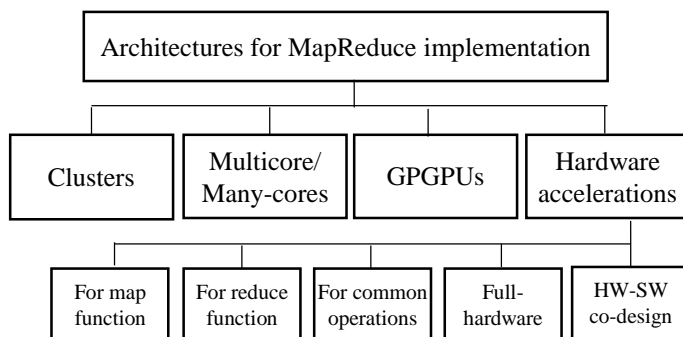 Architectures for MapReduce implementation
Clusters
Multicore/
Many-cores
GPGPUs
Hardware
accelerations
For map
function
For reduce
function
For common
operations
Full-
hardware
HW-SW
co-design